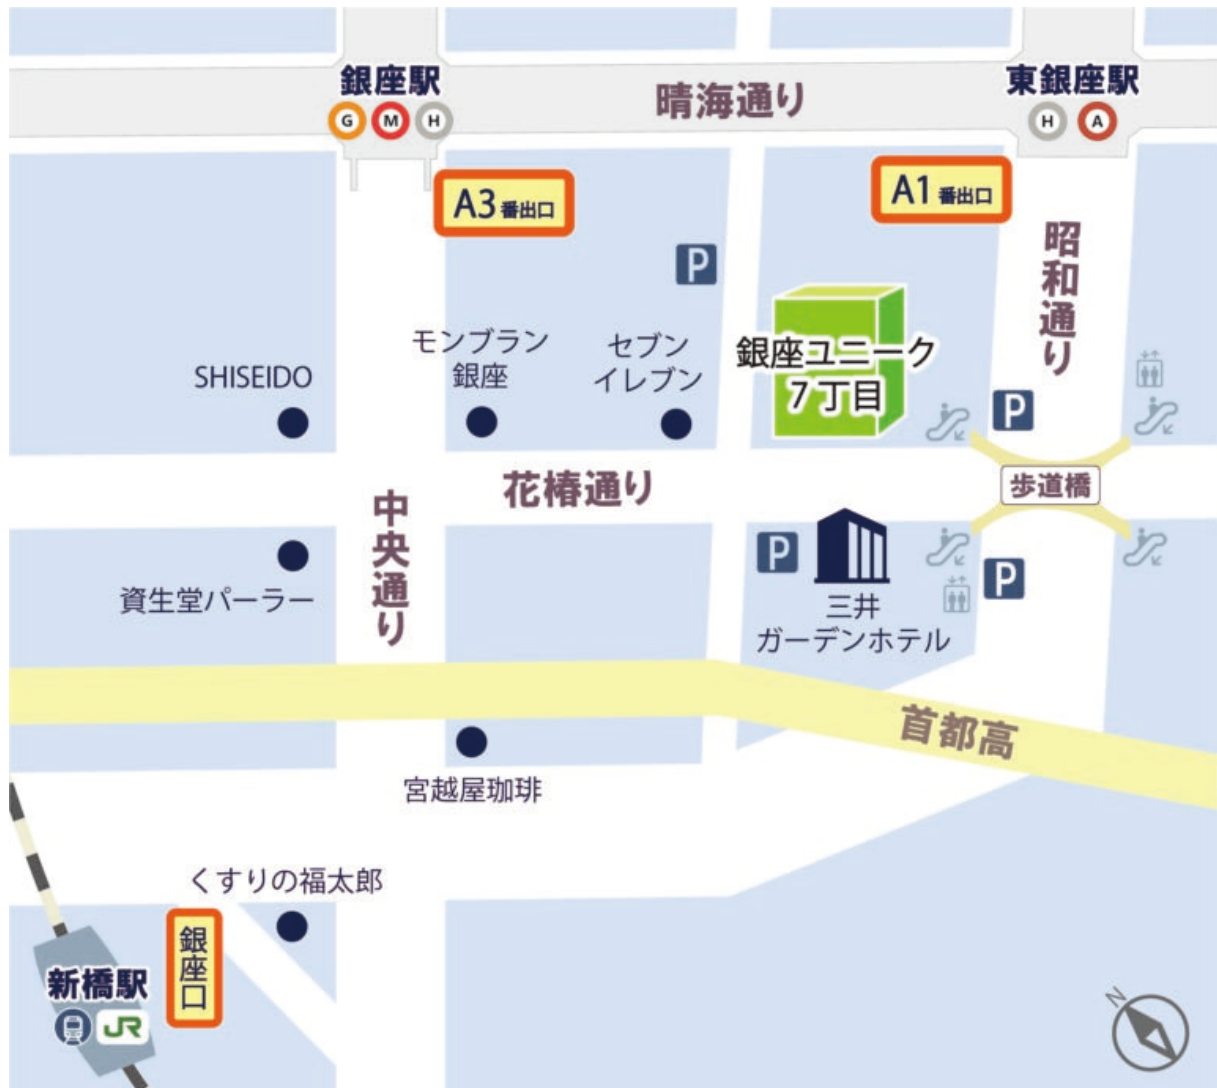 銀座駅
G M H
晴海通り
東銀座駅
H A
A3 番出口
A1 番出口
昭和通り
P
モンブラン
銀座
セブン
イレブン
銀座ユニーク
7丁目
SHISEIDO
P
花椿通り
歩道橋
中央通り
P
P
資生堂パーラー
三井
ガーデンホテル
首都高
宮越屋珈琲
くすりの福太郎
銀座口
新橋駅
JR
N